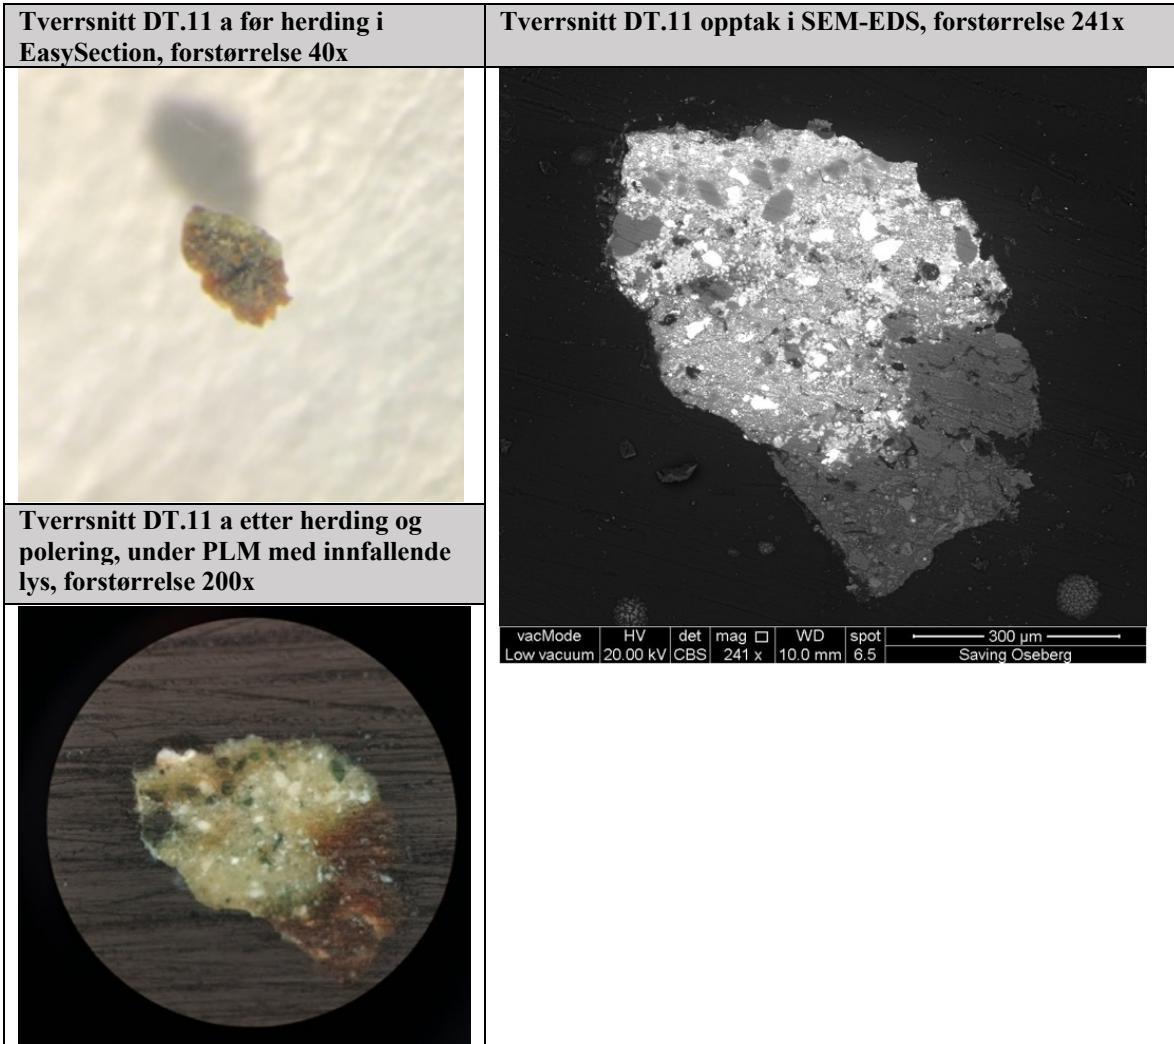 Tverrsnitt DT.11 a før herding i
EasySection, forstørrelse 40x
Tverrsnitt DT.11 opptak i SEM-EDS, forstørrelse 241x
Tverrsnitt DT.11 a etter herding og
polering, under PLM med innfallende
lys, forstørrelse 200x
vacMode HV det mag □ WD spot 300 µm
Low vacuum 20.00 kV CBS 241 x 10.0 mm 6.5 Saving Oseberg